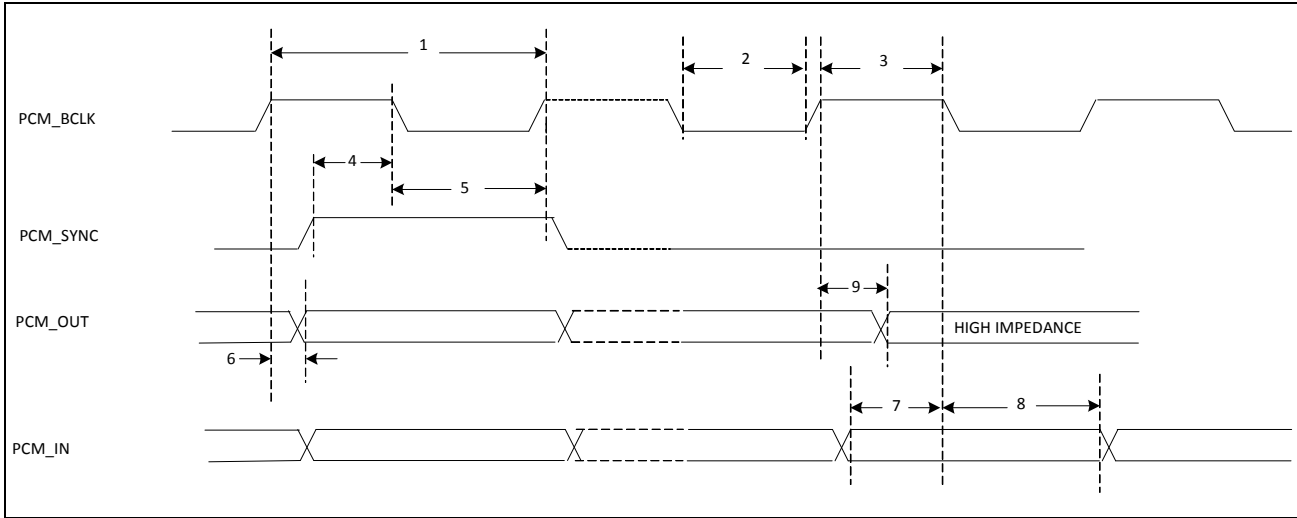 1
2
3
PCM_BCLK
4
5
PCM_SYNC
9
PCM_OUT
HIGH IMPEDANCE
6
7
8
PCM_IN